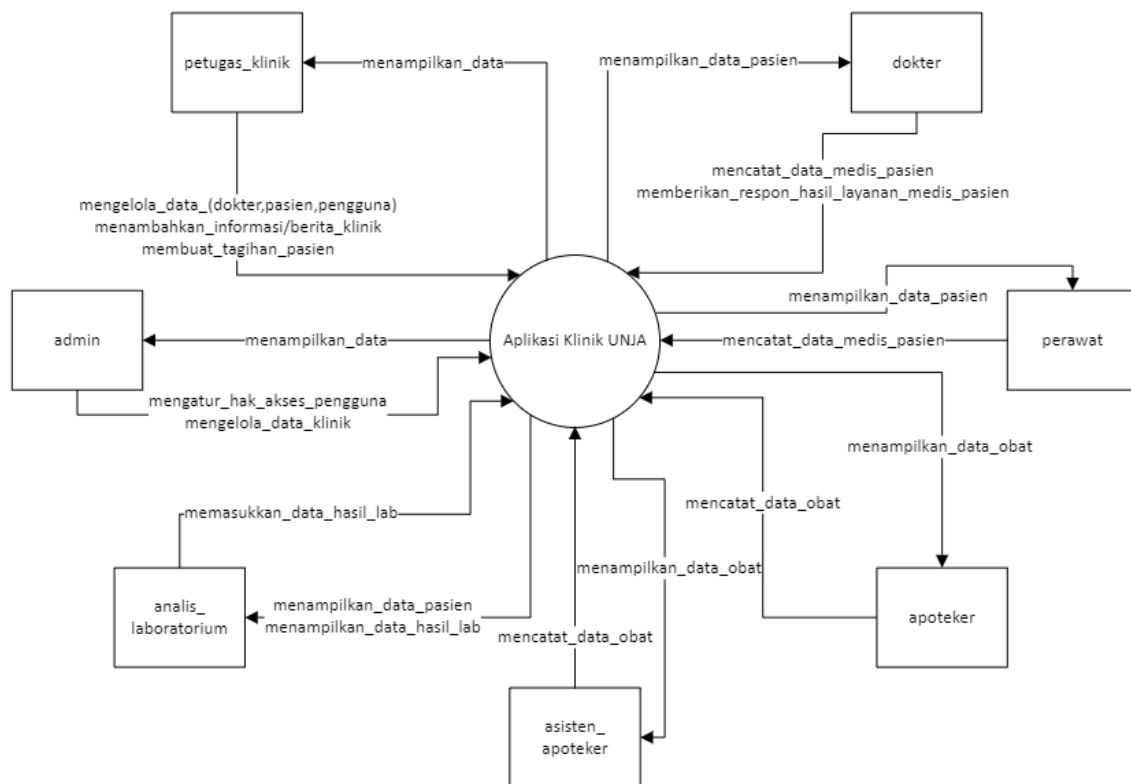 petugas_klinik
menampilkan_data
menampilkan_data_pasien
dokter
mencatat_data_medis_pasien
memberikan_respon_hasil_layanan_medis_pasien
mengelola_data_(dokter,pasien,pengguna)
menambahkan_informasi/berita_klinik
membuat_tagihan_pasien
menampilkan_data_pasien
admin
menampilkan_data
Aplikasi Klinik UNJA
mencatat_data_medis_pasien
perawat
mengatur_hak_akses_pengguna
mengelola_data_klinik
menampilkan_data_obat
mencatat_data_obat
memasukkan_data_hasil_lab
menampilkan_data_obat
analis_
laboratorium
menampilkan_data_pasien
menampilkan_data_hasil_lab
apoteker
mencatat_data_obat
asisten_
apoteker